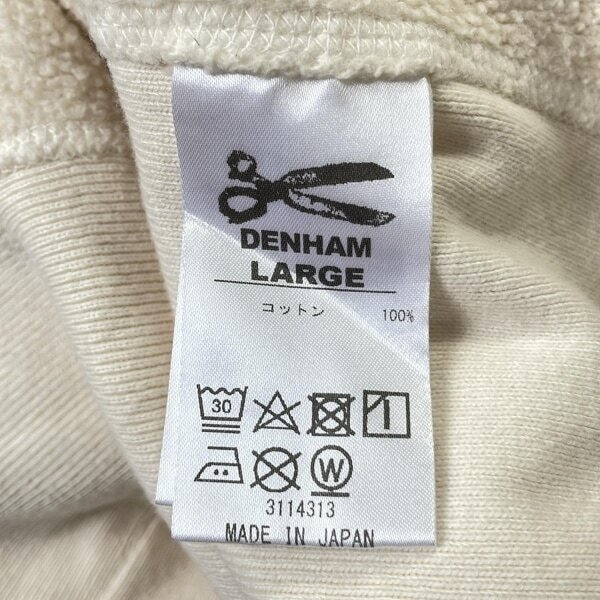 DENHAM
LARGE
コットン 100%
30
W
3114313
MADE IN JAPAN